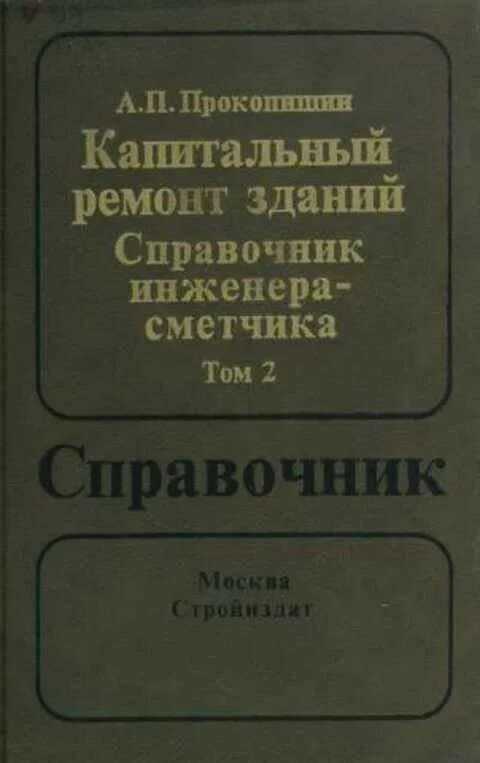 А.П. Прокопишин
Капитальный
ремонт зданий
Справочник
инженера-
сметчика
Том 2
Справочник
Москва
Стройиздат